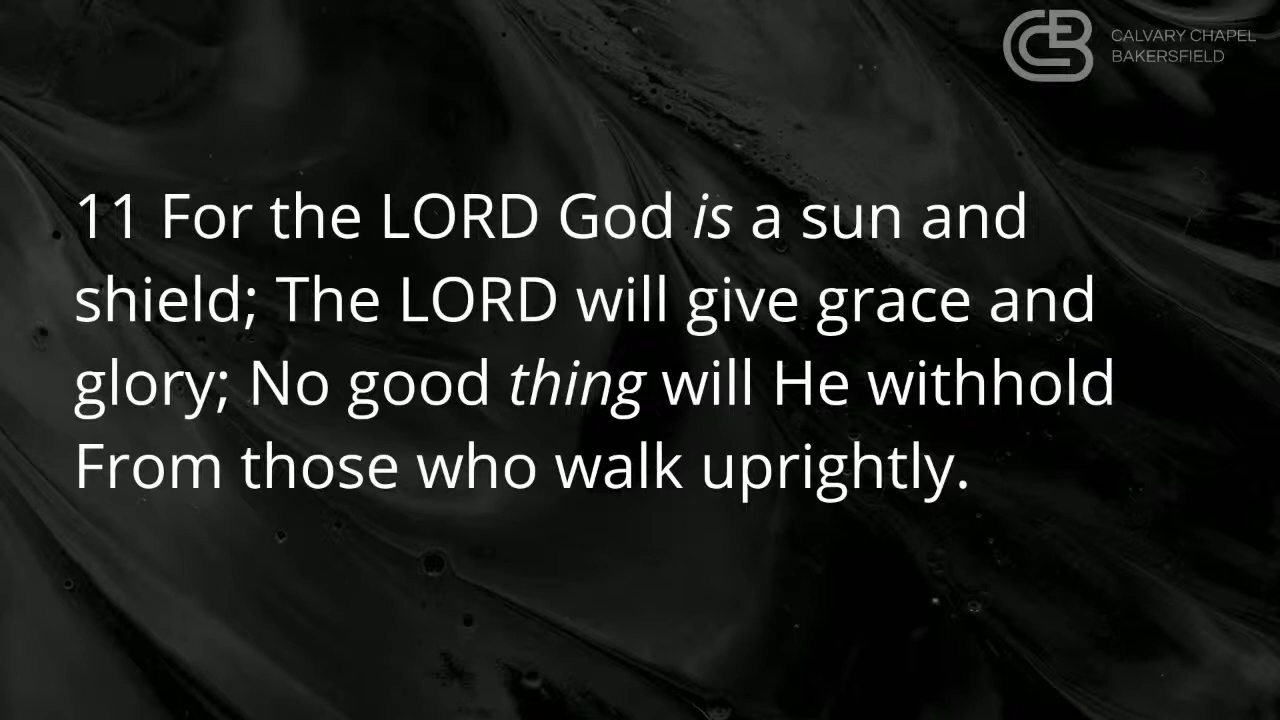 CALVARY CHAPEL
BAKERSFIELD
11 For the LORD God is a sun and
shield; The LORD will give grace and
glory; No good thing will He withhold
From those who walk uprightly.